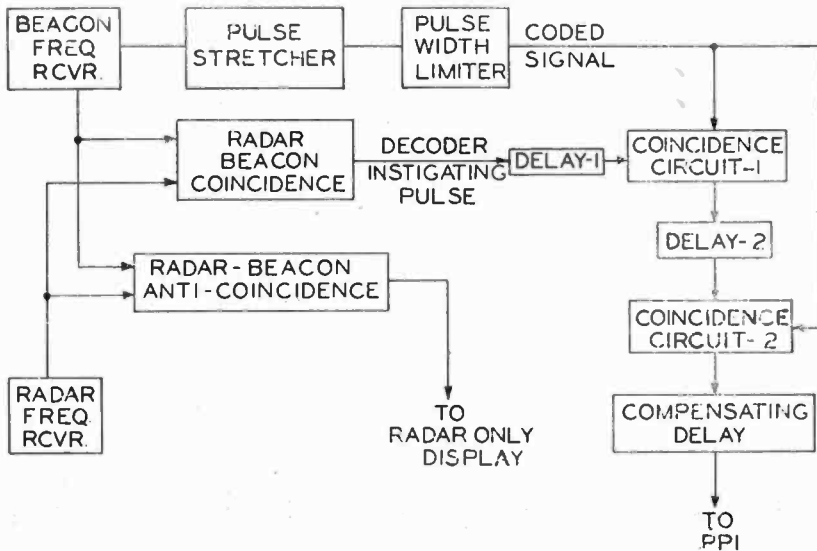 BEACON
FREQ
RCVR.
PULSE
STRETCHER
PULSE
WIDTH
LIMITER
CODED
SIGNAL
RADAR
BEACON
COINCIDENCE
DECODER
INSTIGATING
PULSE
DELAY-1
COINCIDENCE
CIRCUIT-1
DELAY-2
RADAR-BEACON
ANTI-COINCIDENCE
COINCIDENCE
CIRCUIT-2
RADAR
FREQ.
RCVR.
TO
RADAR ONLY
DISPLAY
COMPENSATING
DELAY
TO
PPI